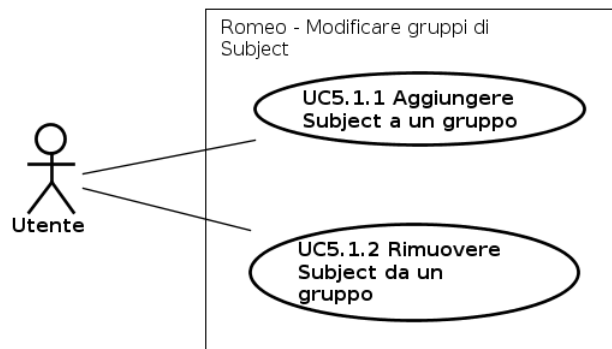 Romeo - Modificare gruppi di
Subject
UC5.1.1 Aggiungere
Subject a un gruppo
Utente
UC5.1.2 Rimuovere
Subject da un
gruppo